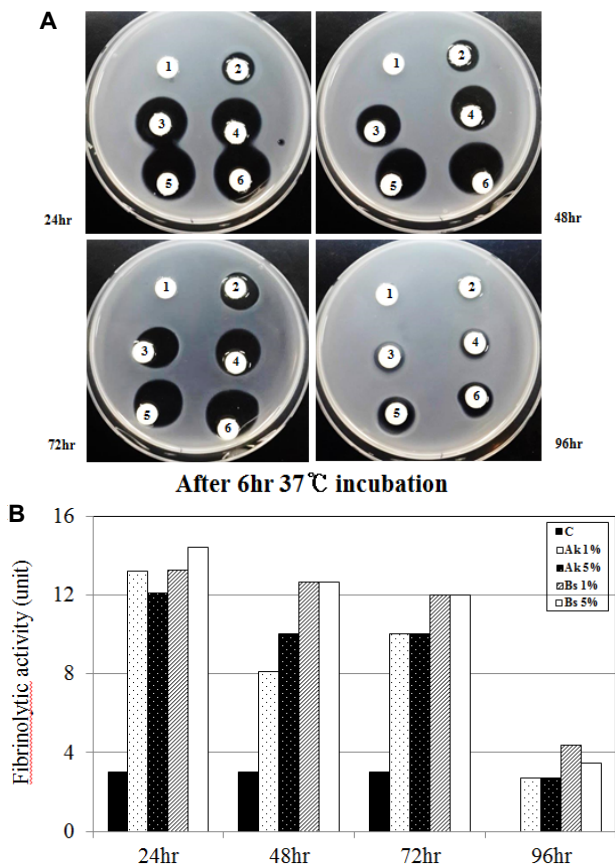 A
1
2
3
4
5
6
24hr
1
2
3
4
5
6
48hr
1
2
3
4
5
6
72hr
1
2
3
4
5
6
96hr
After 6hr 37℃ incubation
B
Fibrinolytic activity (unit)
16
12
8
4
0
C
Ak 1%
Ak 5%
Bs 1%
Bs 5%
24hr
48hr
72hr
96hr